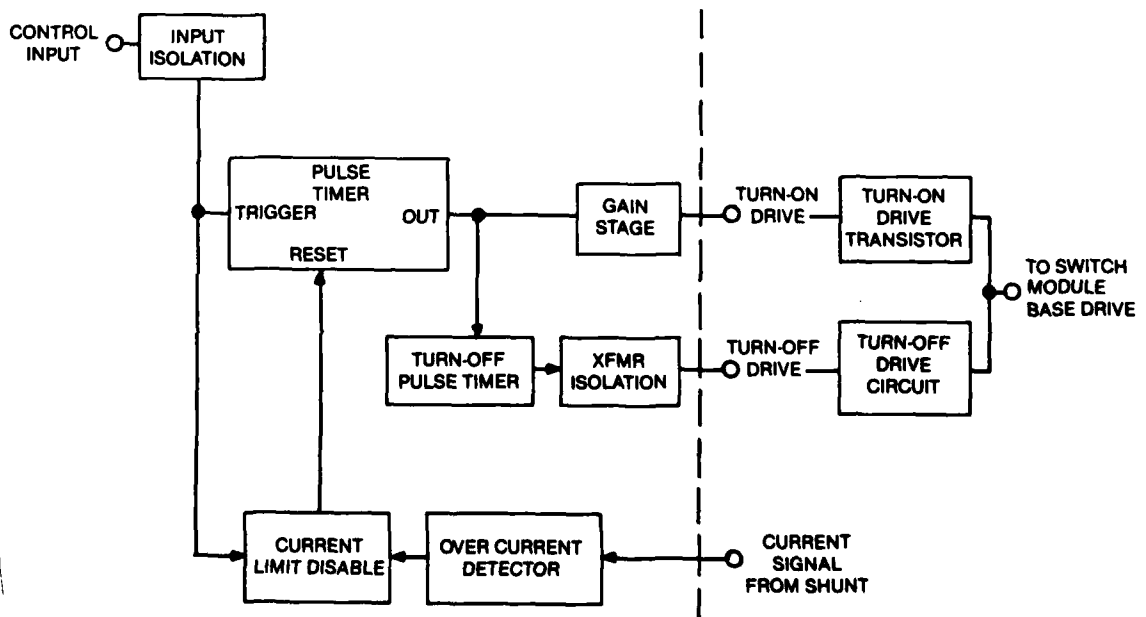 CONTROL
INPUT
INPUT
ISOLATION
PULSE
TIMER
TRIGGER
OUT
RESET
GAIN
STAGE
TURN-ON
DRIVE
TURN-ON
DRIVE
TRANSISTOR
TO SWITCH
MODULE
BASE DRIVE
TURN-OFF
PULSE TIMER
XFMR
ISOLATION
TURN-OFF
DRIVE
TURN-OFF
DRIVE
CIRCUIT
CURRENT
LIMIT DISABLE
OVER CURRENT
DETECTOR
CURRENT
SIGNAL
FROM SHUNT